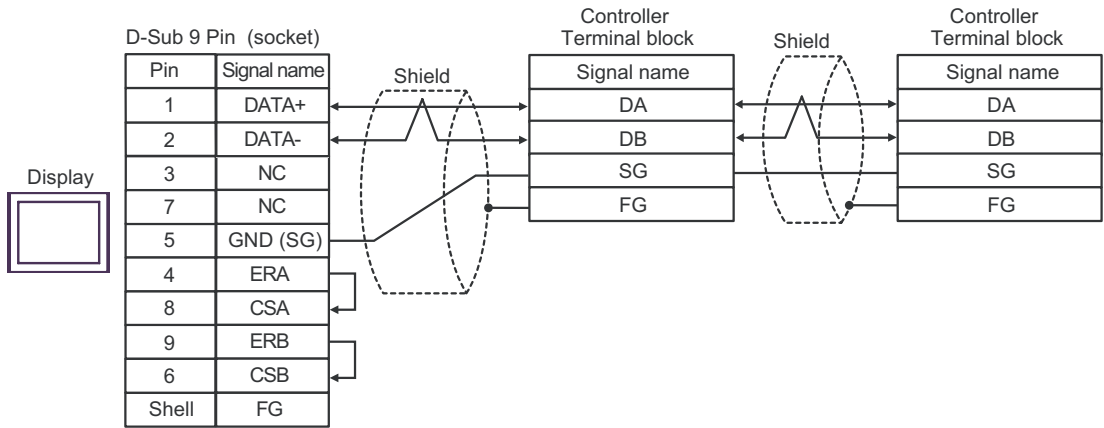 Display
D-Sub 9 Pin (socket)
Pin Signal name
1 DATA+
2 DATA-
3 NC
7 NC
5 GND (SG)
4 ERA
8 CSA
9 ERB
6 CSB
Shell FG
Shield
Controller
Terminal block
Signal name
DA
DB
SG
FG
Shield
Controller
Terminal block
Signal name
DA
DB
SG
FG